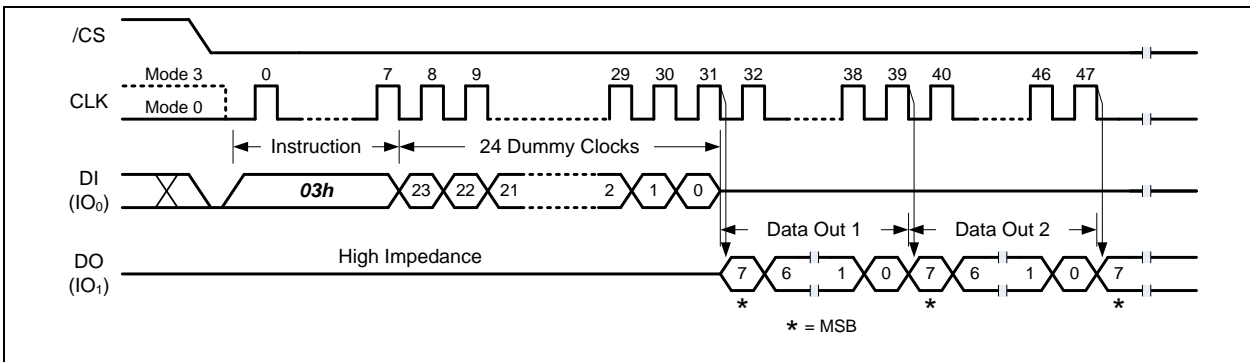 /CS
Mode 3
0 7 8 9 29 30 31 32 38 39 40 46 47
CLK
Mode 0
Instruction 24 Dummy Clocks
DI
(IO0)
03h 23 22 21 2 1 0
Data Out 1 Data Out 2
High Impedance
DO
(IO1)
7 6 1 0 7 6 1 0 7
* * *
* = MSB